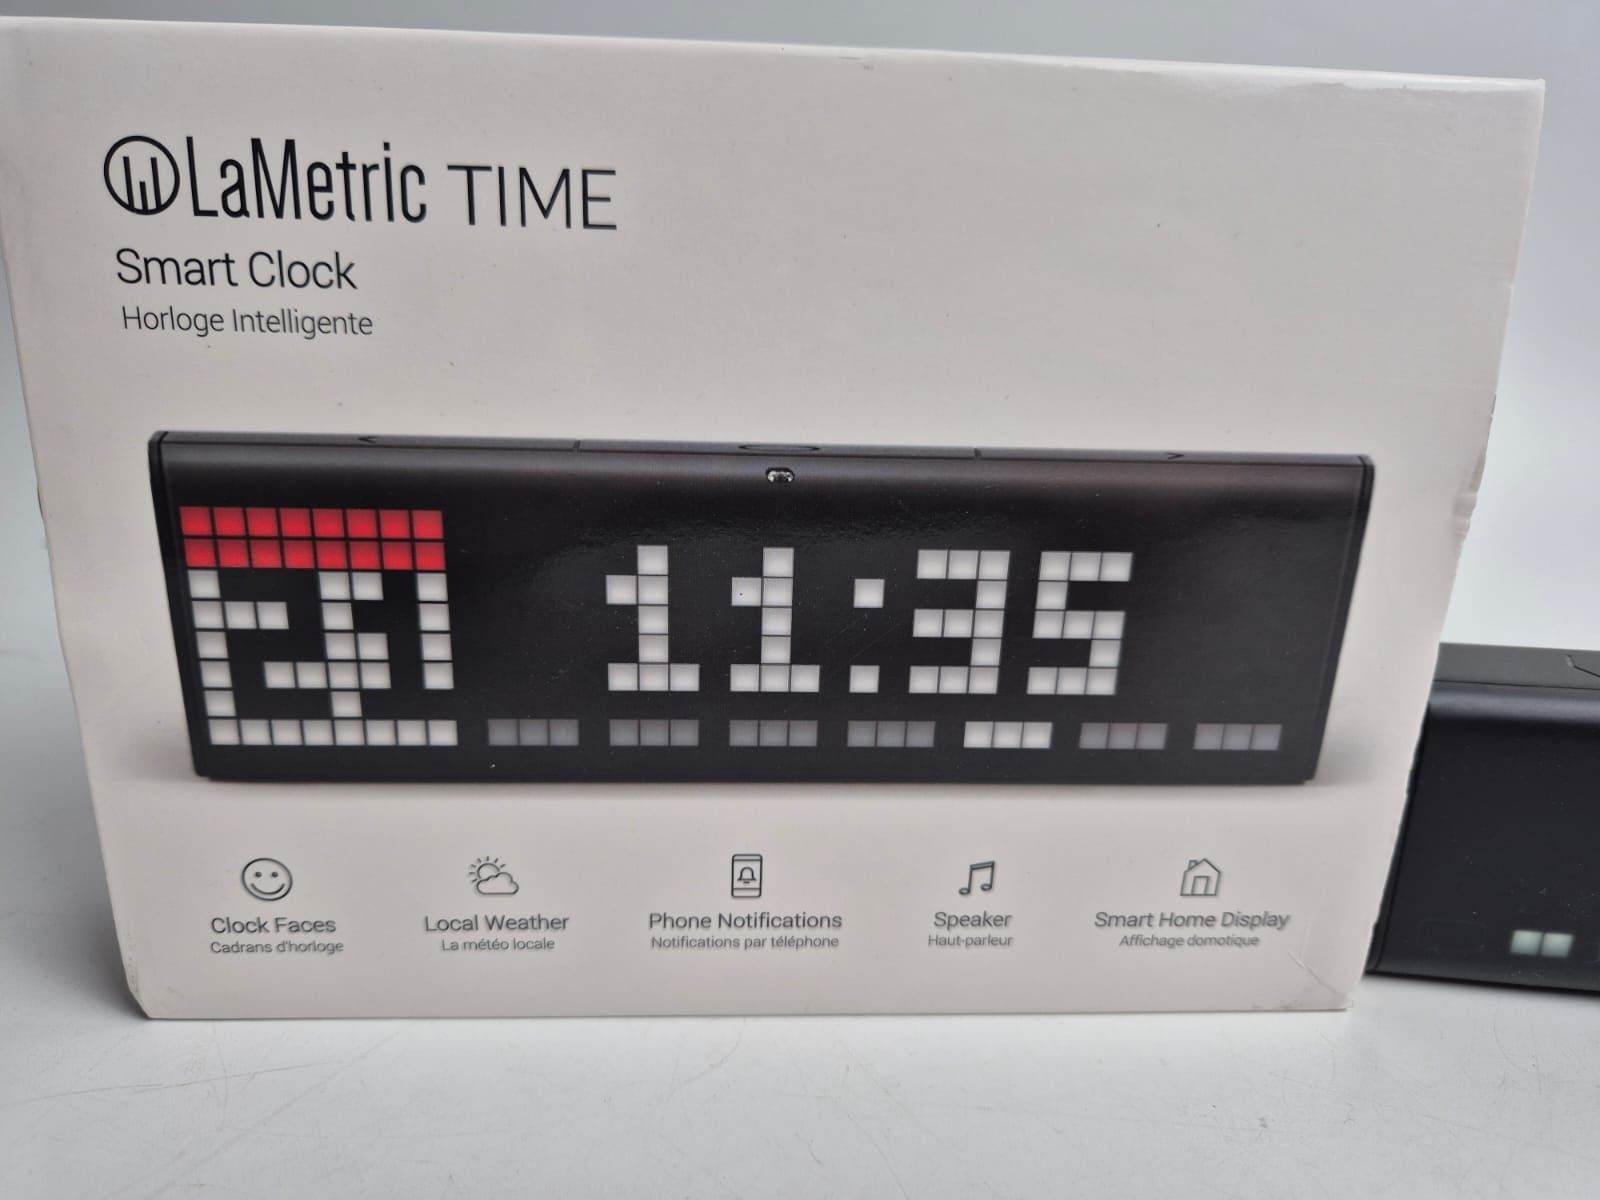 LaMetric TIME
Smart Clock
Horloge Intelligente
21 11:35
Clock Faces
Cadrans d'horloge
Local Weather
La météo locale
Phone Notifications
Notifications par téléphone
Speaker
Haut-parleur
Smart Home Display
Affichage domotique